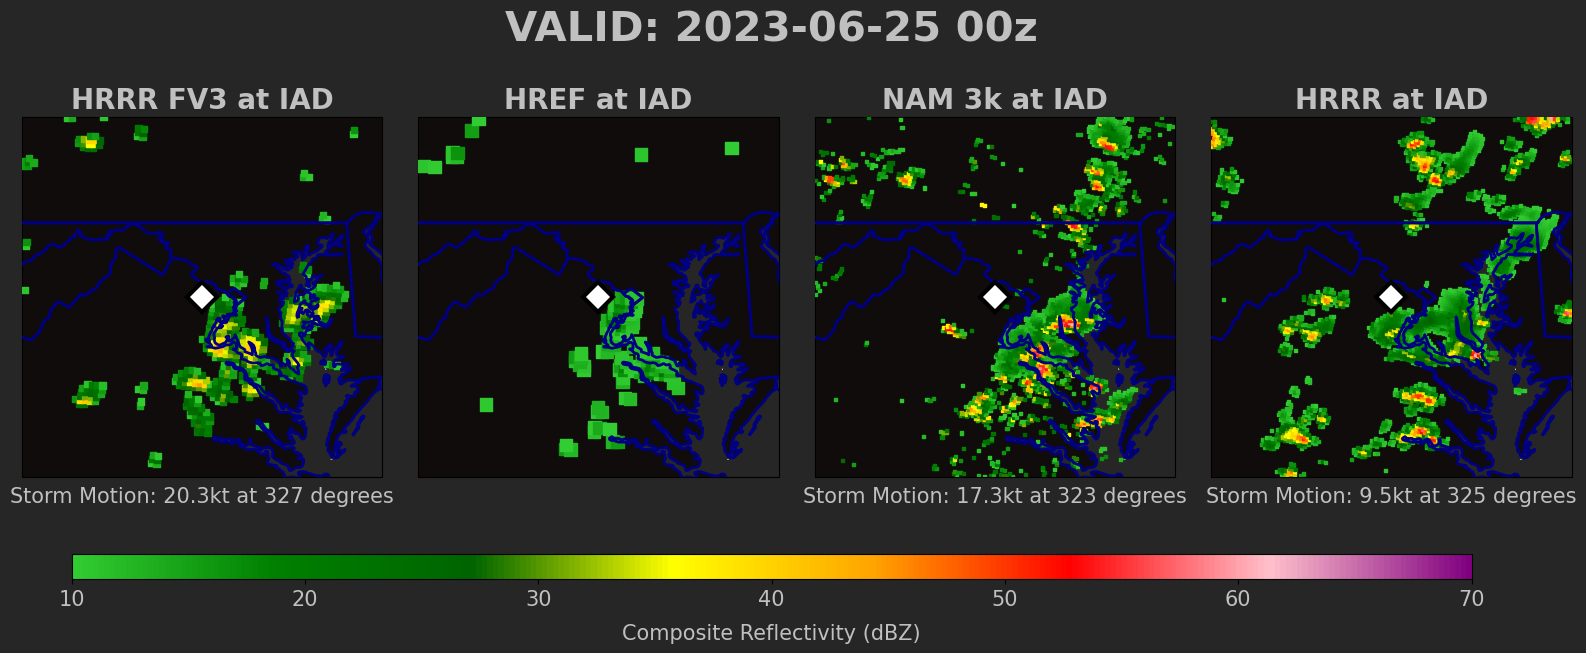 VALID: 2023-06-25 00z
HRRR FV3 at IAD
HREF at IAD
NAM 3k at IAD
HRRR at IAD
Storm Motion: 20.3kt at 327 degrees
Storm Motion: 17.3kt at 323 degrees
Storm Motion: 9.5kt at 325 degrees
10 20 30 40 50 60 70
Composite Reflectivity (dBZ)